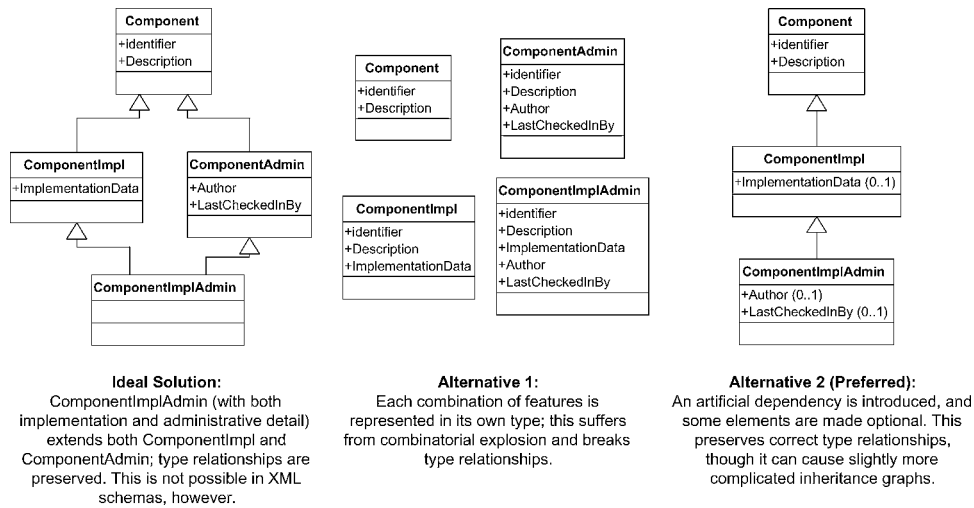 Component
+identifier
+Description
ComponentImpl
+ImplementationData
ComponentAdmin
+Author
+LastCheckedInBy
ComponentImplAdmin
Ideal Solution:
ComponentImplAdmin (with both
implementation and administrative detail)
extends both ComponentImpl and
ComponentAdmin; type relationships are
preserved. This is not possible in XML
schemas, however.
Component
+identifier
+Description
ComponentAdmin
+identifier
+Description
+Author
+LastCheckedInBy
ComponentImpl
+identifier
+Description
+ImplementationData
ComponentImplAdmin
+identifier
+Description
+ImplementationData
+Author
+LastCheckedInBy
Alternative 1:
Each combination of features is
represented in its own type; this suffers
from combinatorial explosion and breaks
type relationships.
Component
+identifier
+Description
ComponentImpl
+ImplementationData (0..1)
ComponentImplAdmin
+Author (0..1)
+LastCheckedInBy (0..1)
Alternative 2 (Preferred):
An artificial dependency is introduced, and
some elements are made optional. This
preserves correct type relationships,
though it can cause slightly more
complicated inheritance graphs.